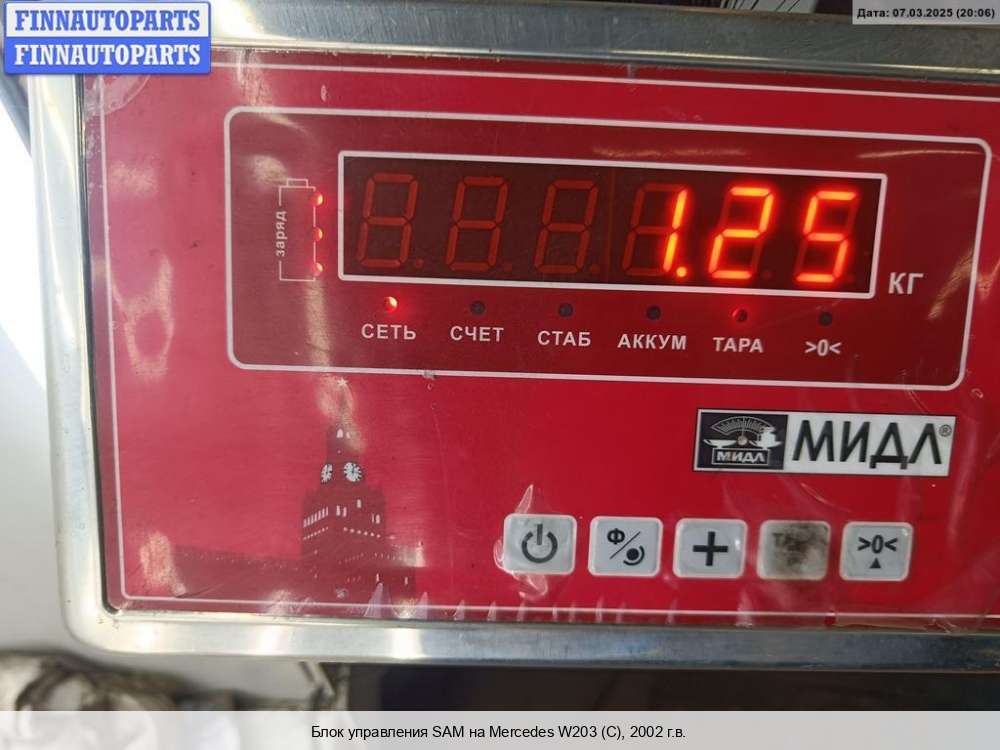 FINNAUTOPARTS
FINNAUTOPARTS
Дата: 07.03.2025 (20:06)
заряд
1.25
КГ
СЕТЬ СЧЕТ СТАБ АККУМ ТАРА >0<
МИДЛ МИДЛ®
Ф
+
>0<
Блок управления SAM на Mercedes W203 (C), 2002 г.в.